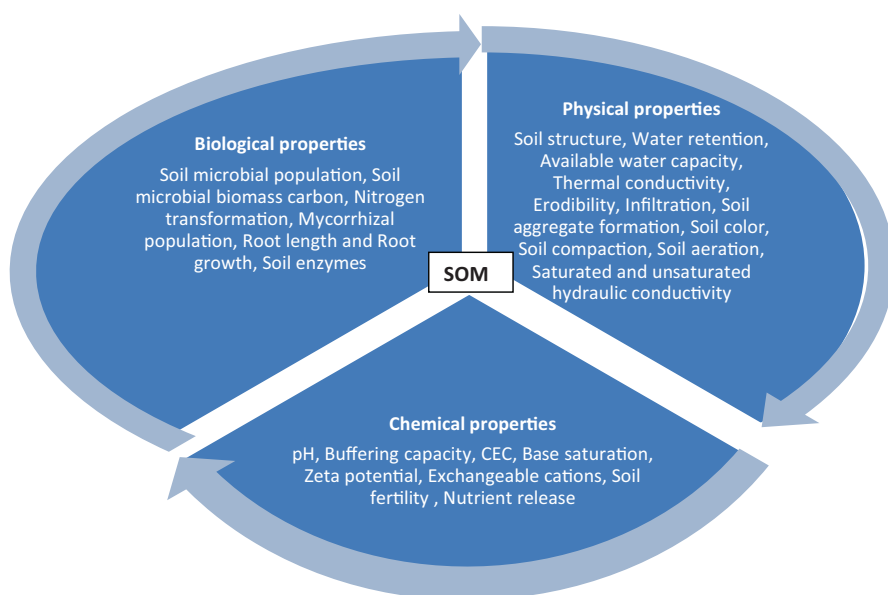 Biological properties
Soil microbial population, Soil
microbial biomass carbon, Nitrogen
transformation, Mycorrhizal
population, Root length and Root
growth, Soil enzymes
Physical properties
Soil structure, Water retention,
Available water capacity,
Thermal conductivity,
Erodibility, Infiltration, Soil
aggregate formation, Soil color,
Soil compaction, Soil aeration,
Saturated and unsaturated
hydraulic conductivity
SOM
Chemical properties
pH, Buffering capacity, CEC, Base saturation,
Zeta potential, Exchangeable cations, Soil
fertility , Nutrient release